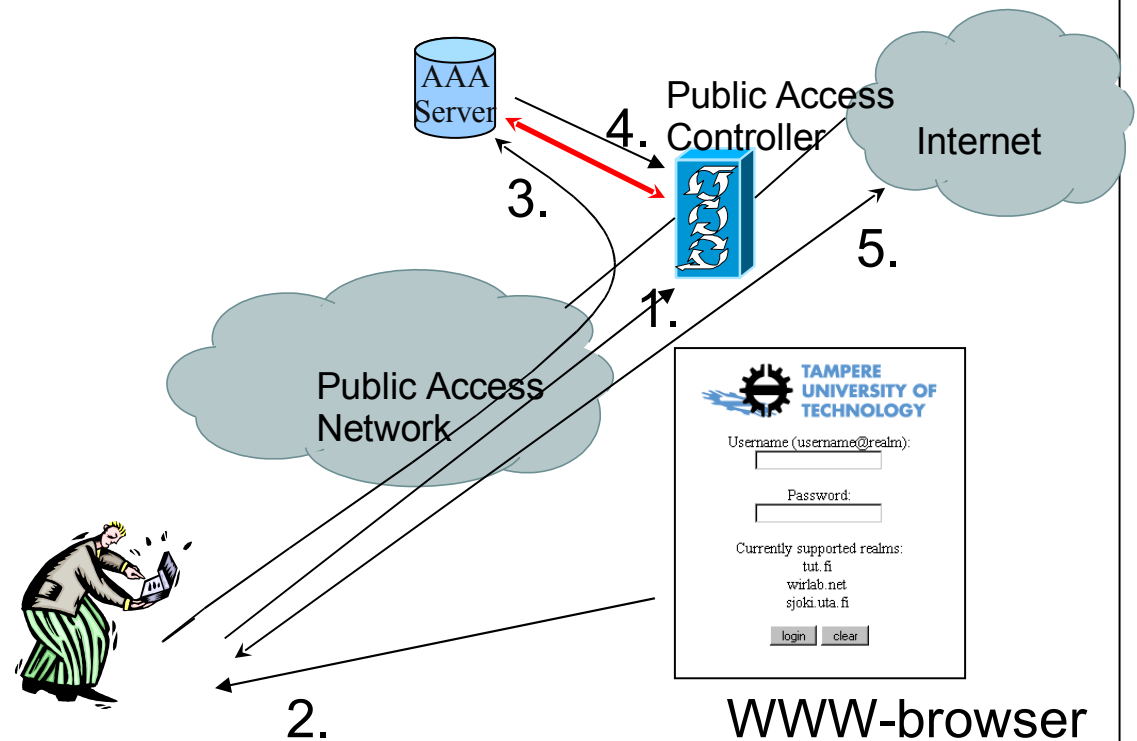 AAA
Server
Public Access
Controller
Internet
4.
3.
5.
1.
Public Access
Network
TAMPERE
UNIVERSITY OF
TECHNOLOGY
Username (username@realm):
Password:
Currently supported realms:
tut.fi
wirlab.net
sjoki.uta.fi
login clear
2.
WWW-browser